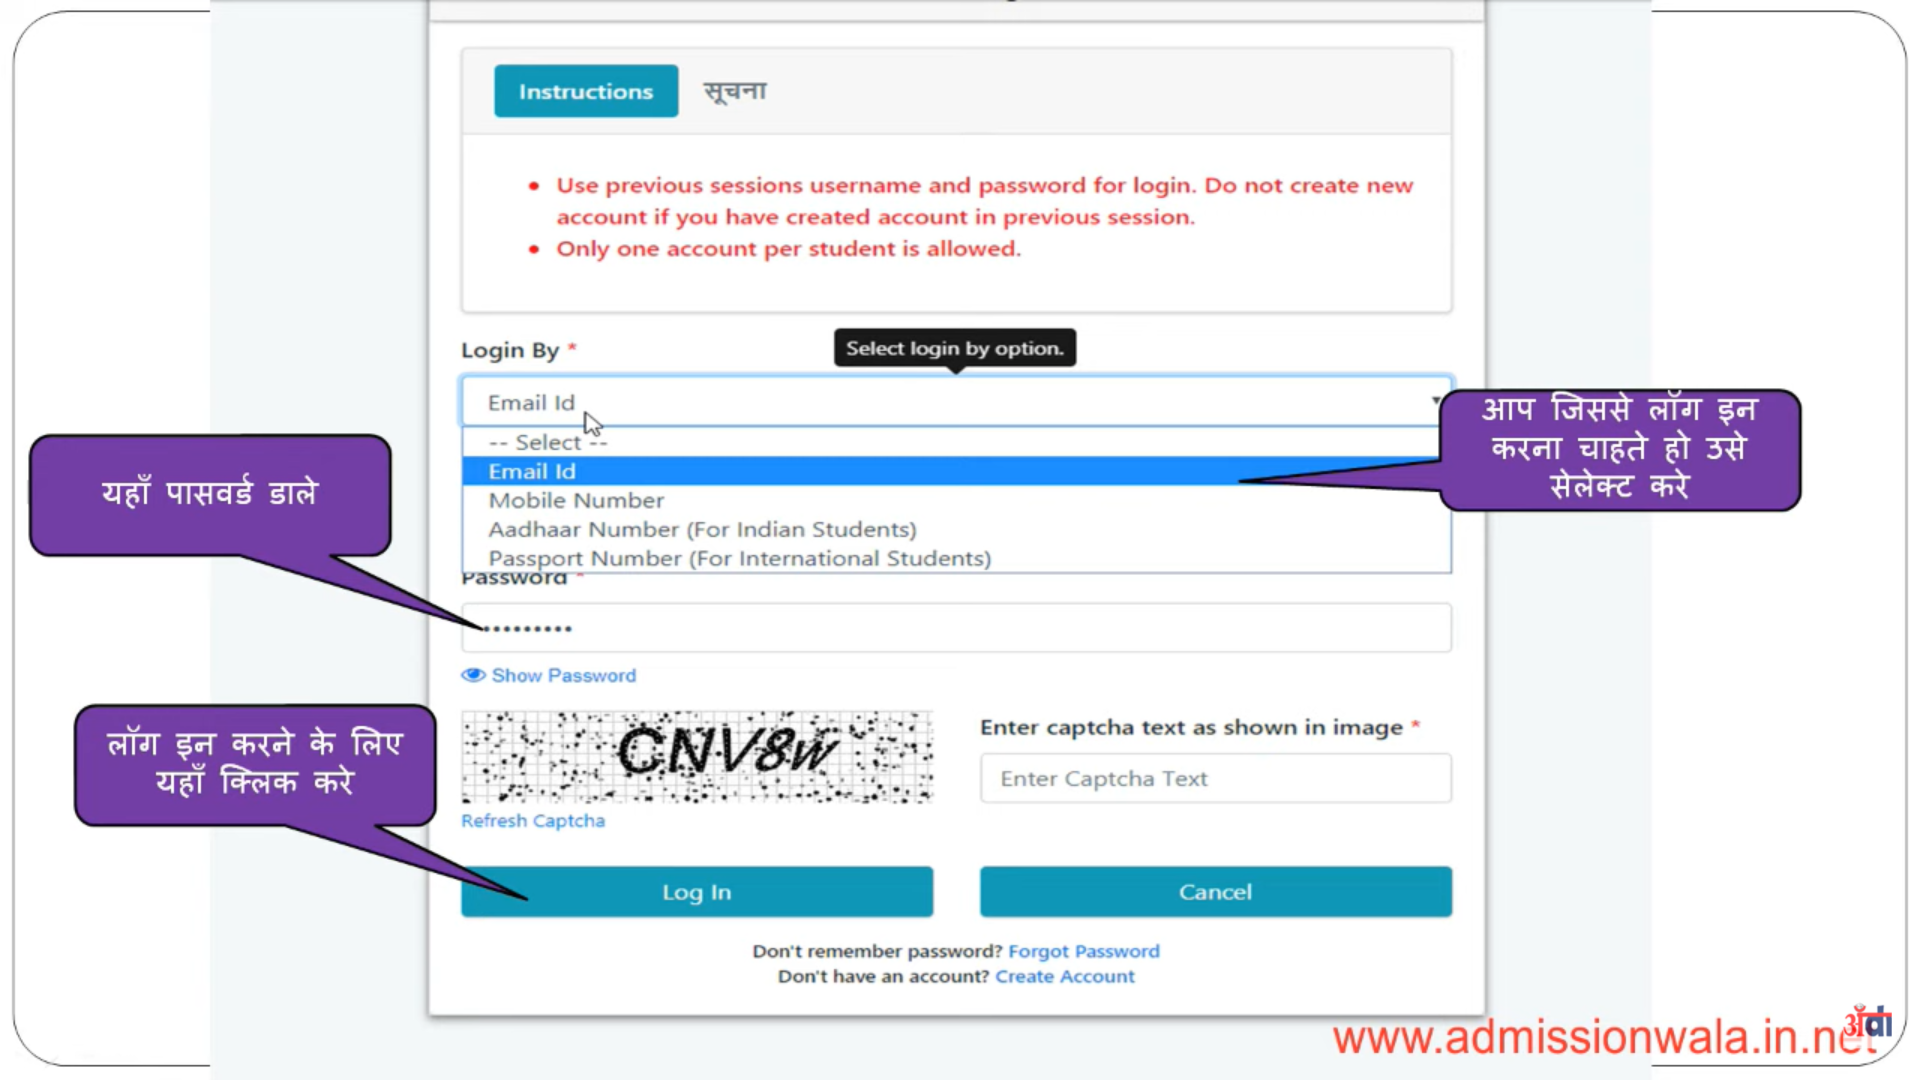 Instructions सूचना
Use previous sessions username and password for login. Do not create new
account if you have created account in previous session.
Only one account per student is allowed.
Login By *
Select login by option.
Email Id
-- Select --
Email Id
Mobile Number
Aadhaar Number (For Indian Students)
Passport Number (For International Students)
आप जिससे लॉग इन
करना चाहते हो उसे
सेलेक्ट करे
यहाँ पासवर्ड डाले
Password *
•••••••••
Show Password
लॉग इन करने के लिए
यहाँ क्लिक करे
CNV8w
Refresh Captcha
Enter captcha text as shown in image *
Enter Captcha Text
Log In
Cancel
Don't remember password? Forgot Password
Don't have an account? Create Account
www.admissionwala.in.net